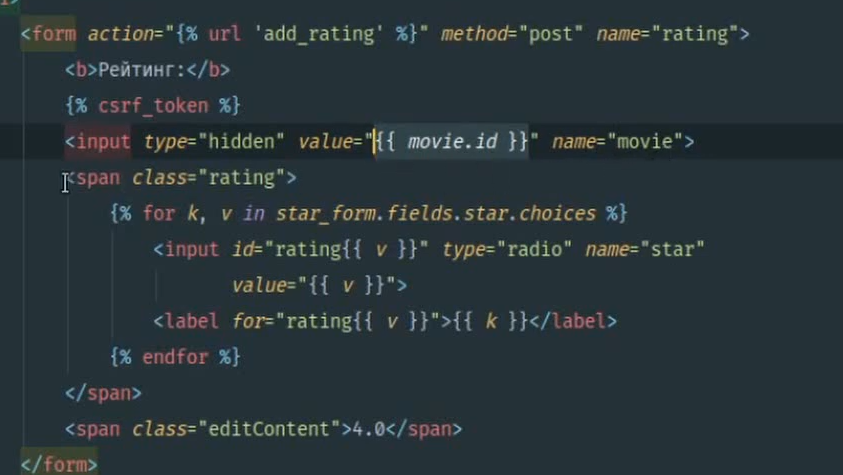 <form action="{% url 'add_rating' %}" method="post" name="rating">
<b>Рейтинг:</b>
{% csrf_token %}
<input type="hidden" value="{{ movie.id }}" name="movie">
<span class="rating">
{% for k, v in star_form.fields.star.choices %}
<input id="rating{{ v }}" type="radio" name="star"
value="{{ v }}">
<label for="rating{{ v }}">{{ k }}</label>
{% endfor %}
</span>
<span class="editContent">4.0</span>
</form>